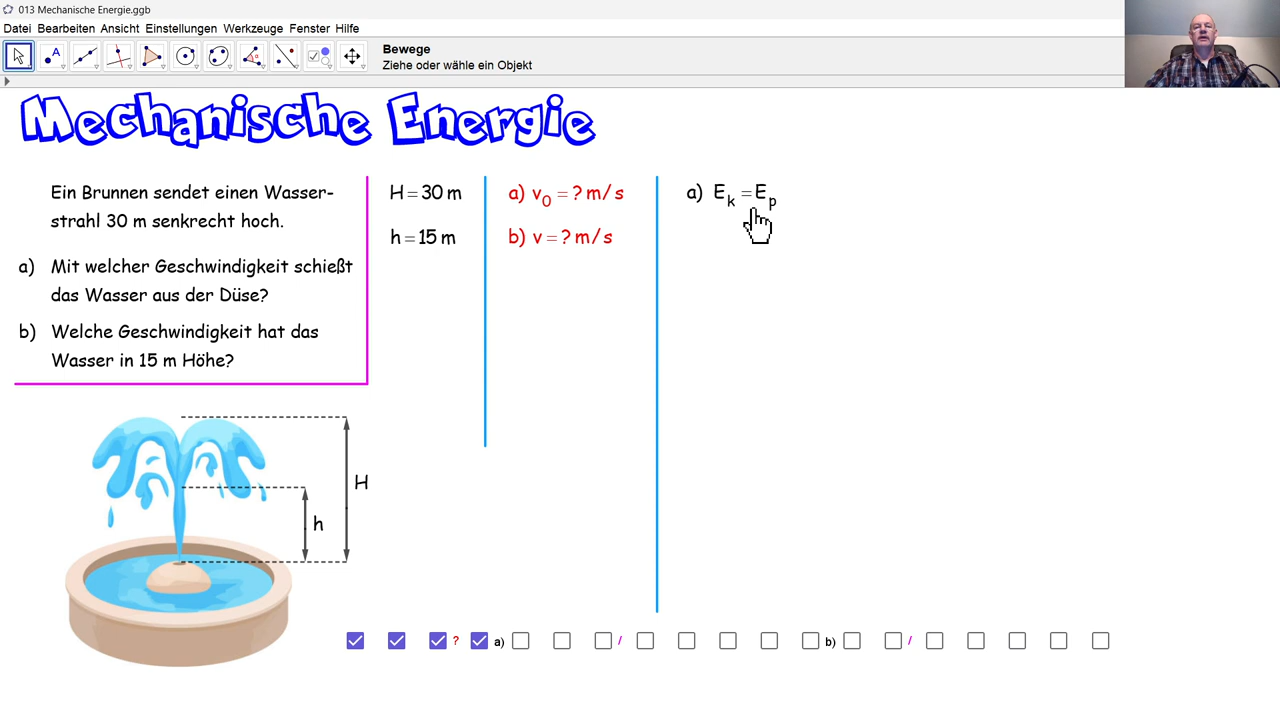 013 Mechanische Energie.ggb
Datei Bearbeiten Ansicht Einstellungen Werkzeuge Fenster Hilfe
Bewege
Ziehe oder wähle ein Objekt
Mechanische Energie
Ein Brunnen sendet einen Wasser-
strahl 30 m senkrecht hoch.
a) Mit welcher Geschwindigkeit schießt
das Wasser aus der Düse?
b) Welche Geschwindigkeit hat das
Wasser in 15 m Höhe?
H = 30 m
h = 15 m
a) v₀ = ? m/s
b) v = ? m/s
a) Eₖ = Eₚ
H
h
? a) / b) /